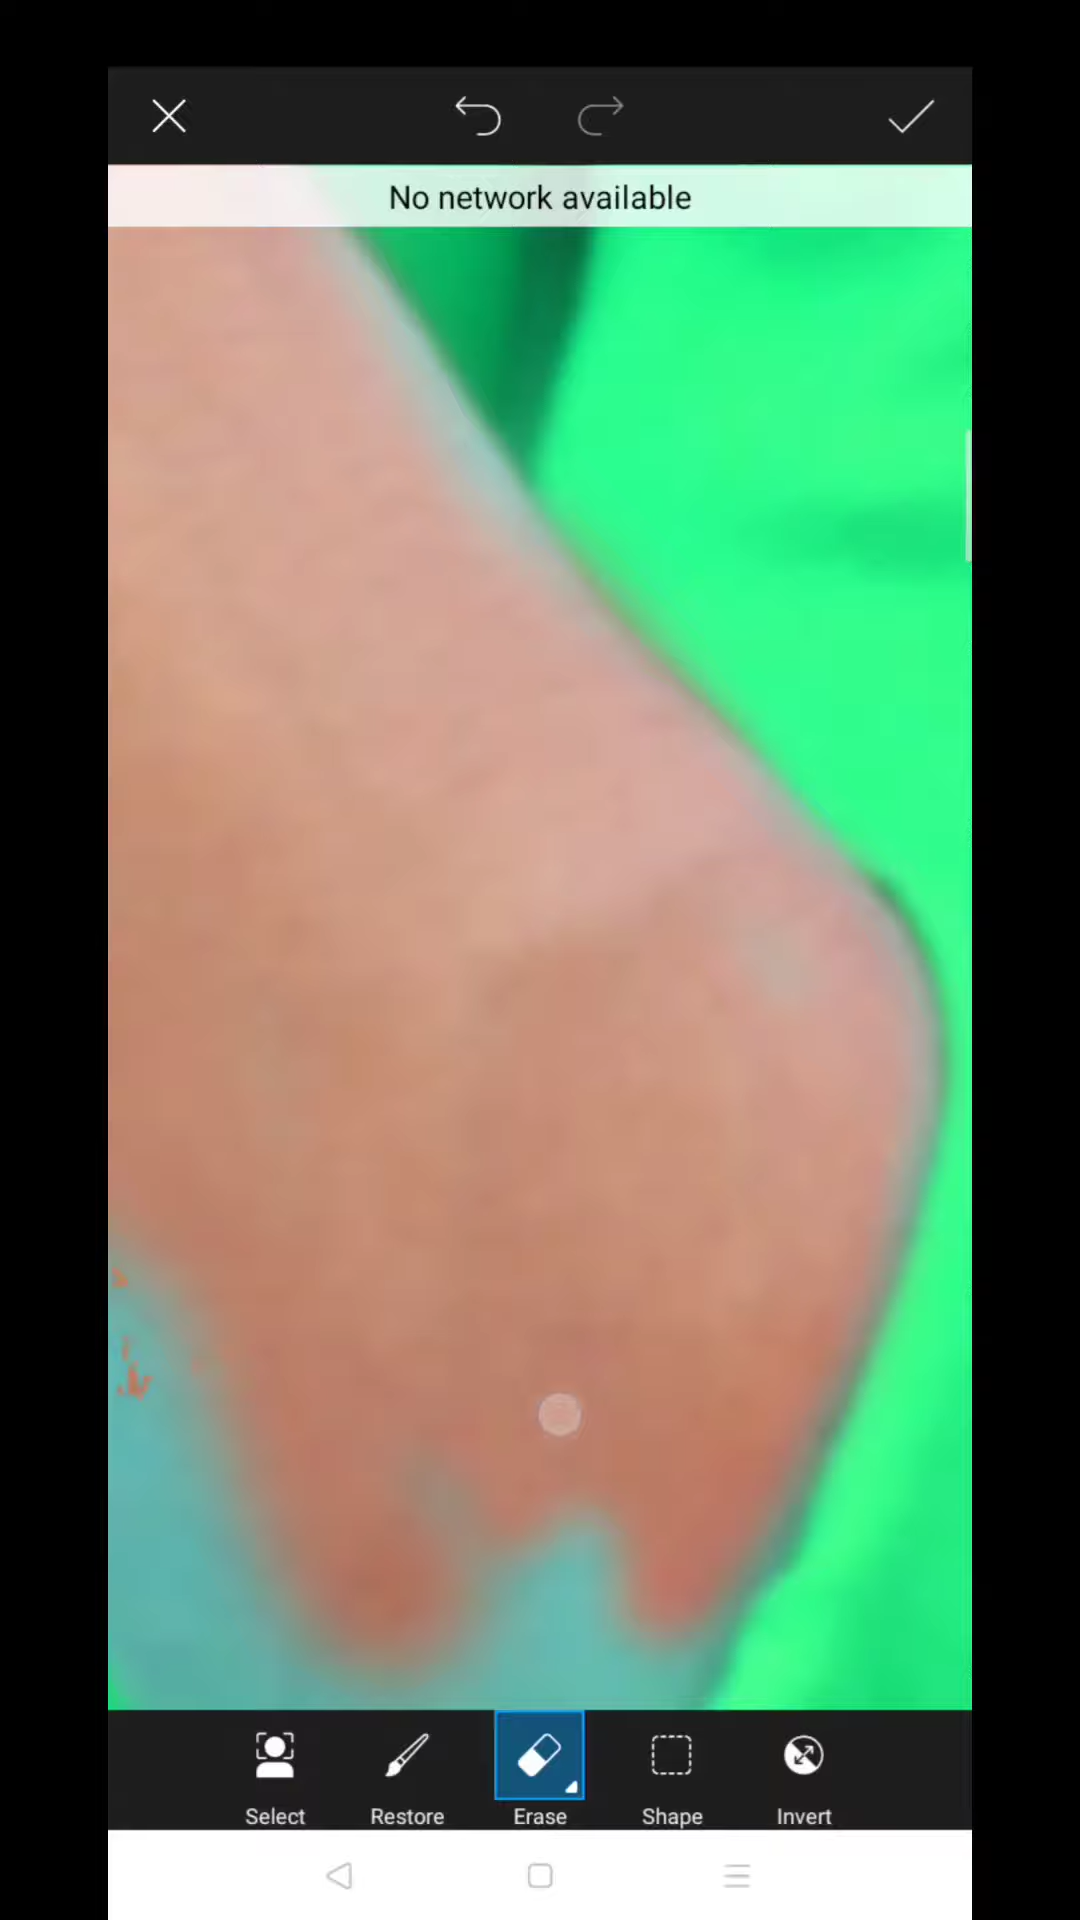 No network available
Select
Restore
Erase
Shape
Invert